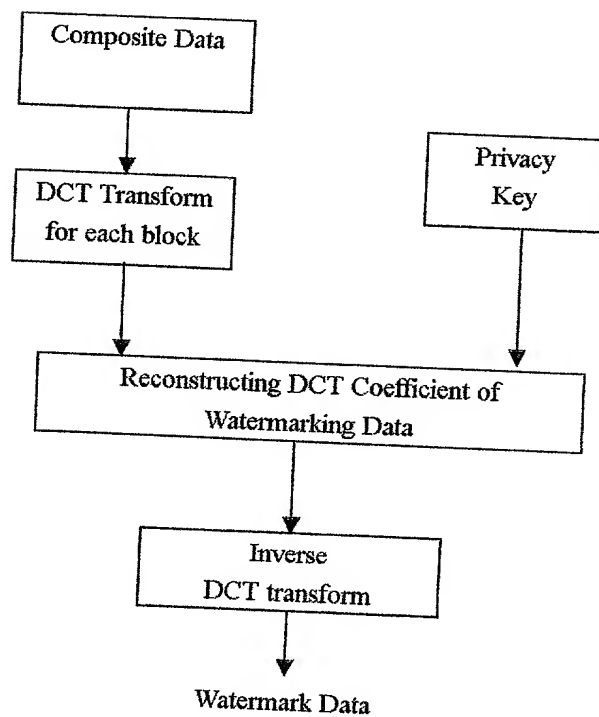 Composite Data
DCT Transform
for each block
Privacy
Key
Reconstructing DCT Coefficient of
Watermarking Data
Inverse
DCT transform
Watermark Data